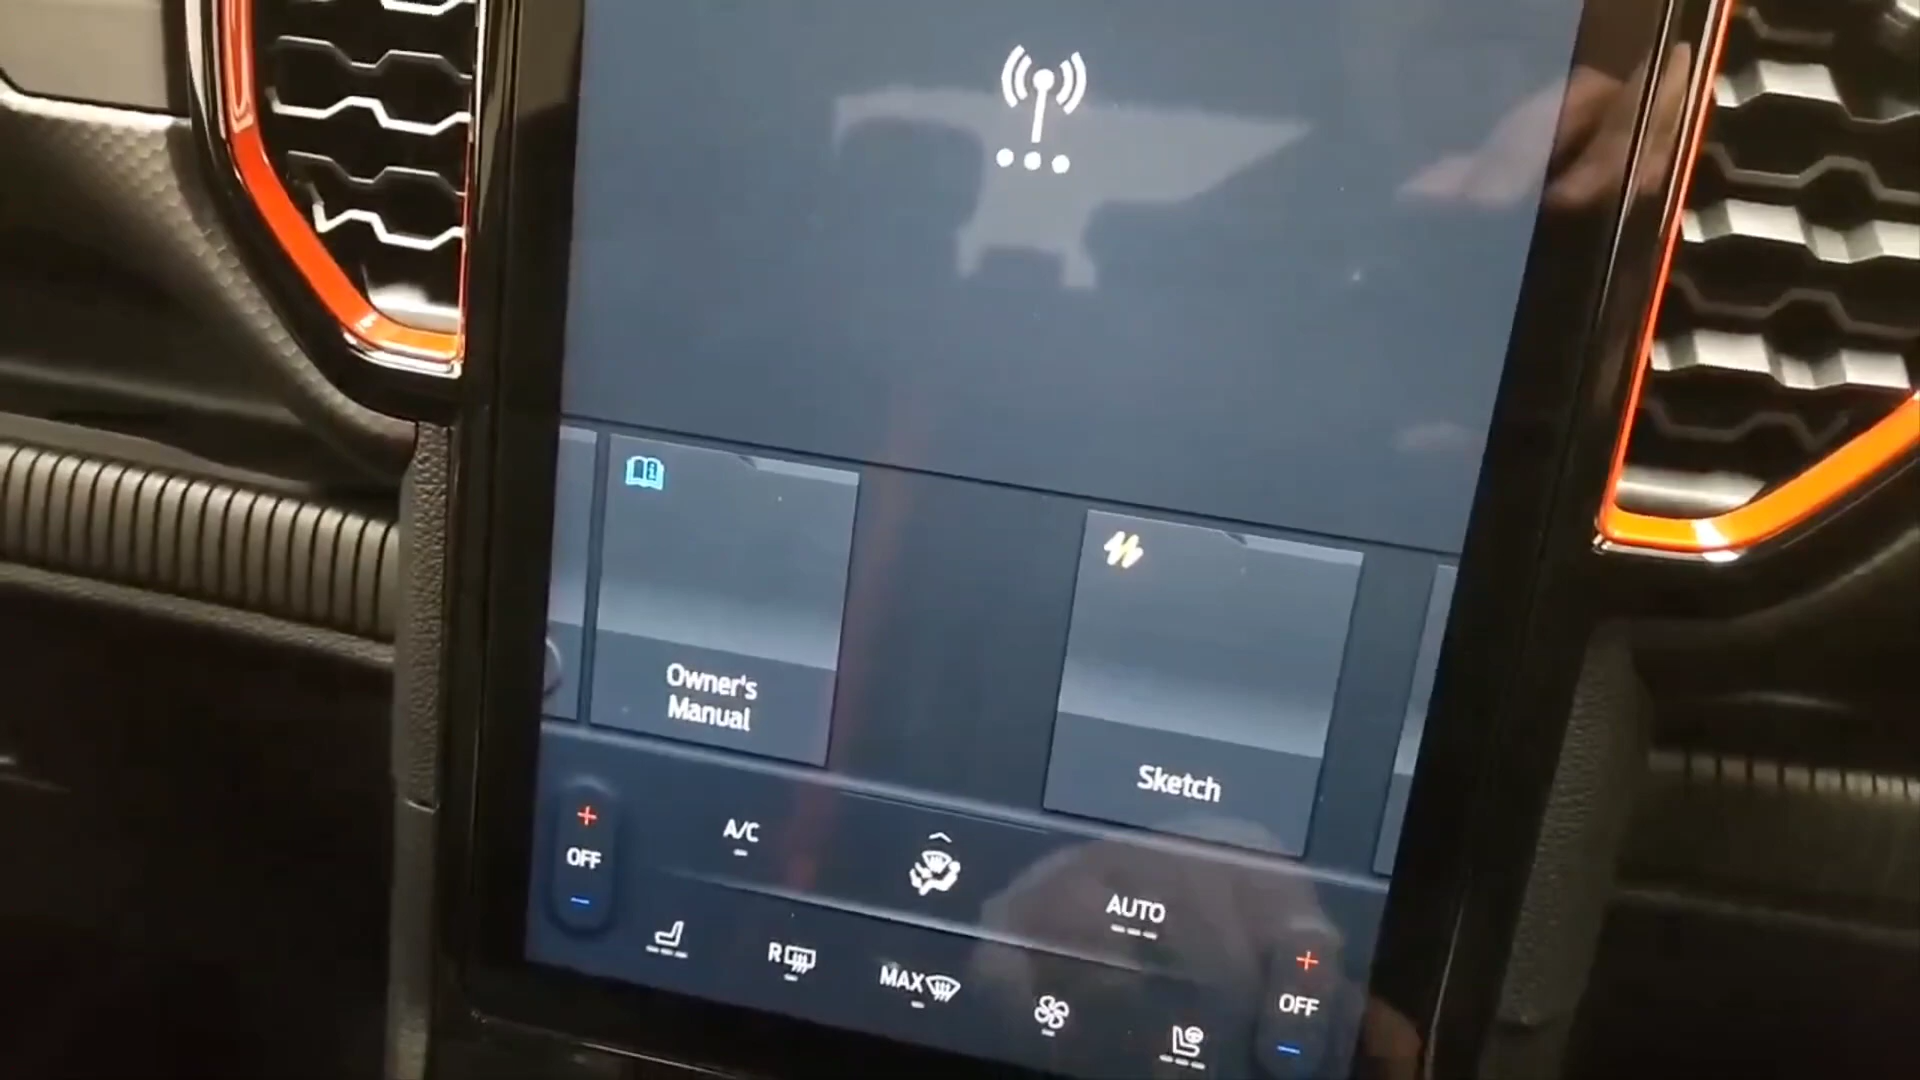 Owner's
Manual
Sketch
OFF
A/C
AUTO
R
MAX
OFF